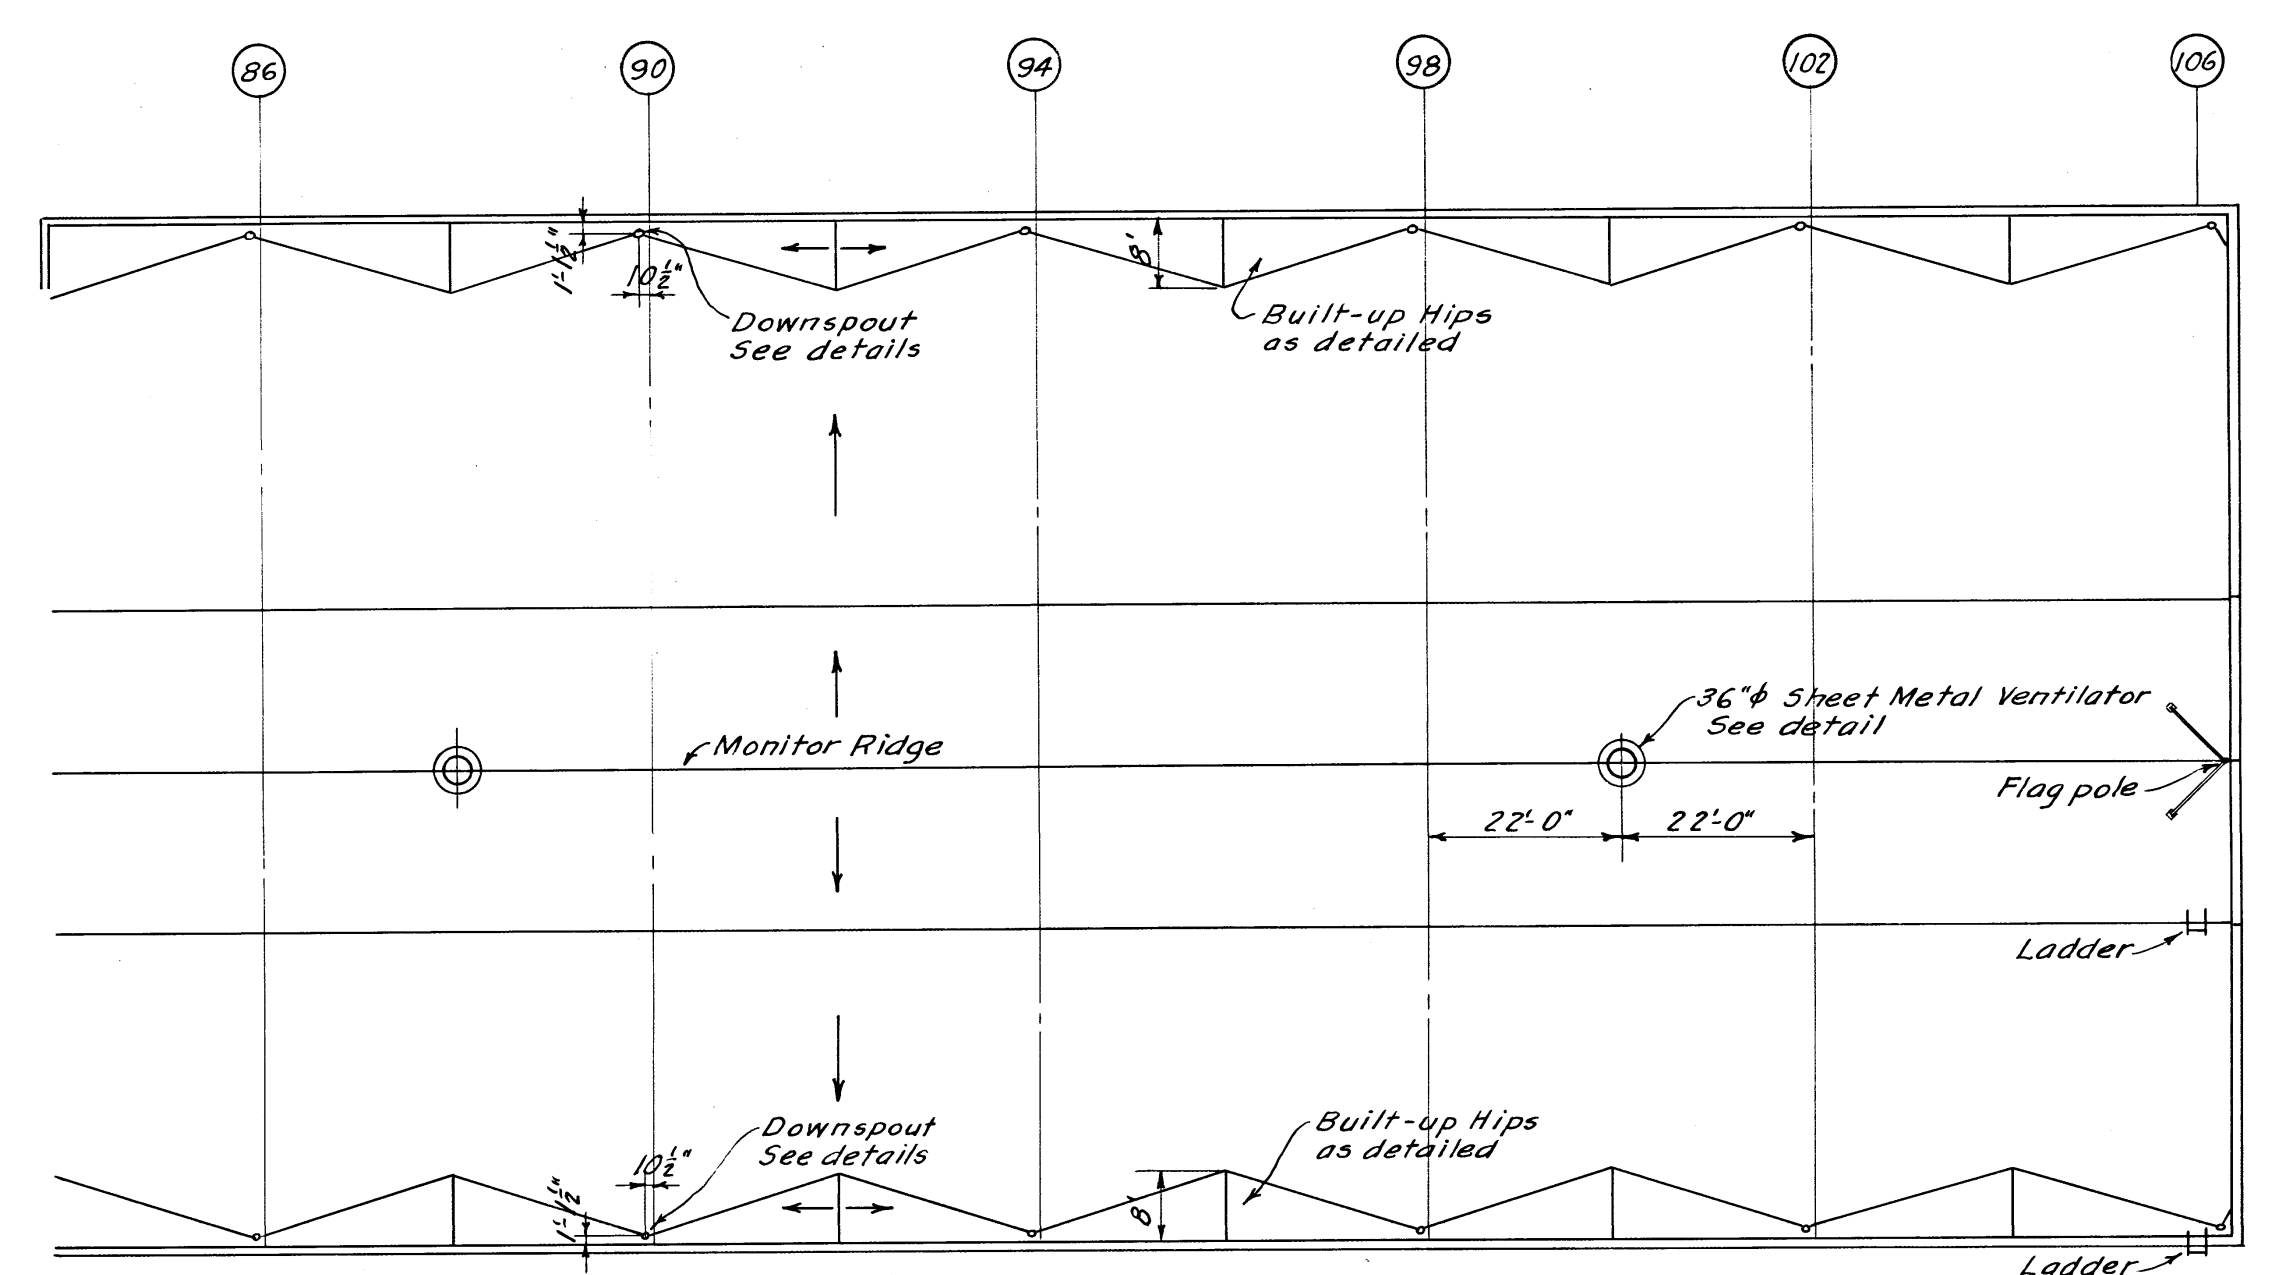 86
90
94
98
102
106
1'-1½"
10½"
8'
Downspout
See details
Built-up Hips
as detailed
36"ϕ Sheet Metal Ventilator
See detail
Monitor Ridge
Flag pole
22'-0"
22'-0"
Ladder
Downspout
See details
Built-up Hips
as detailed
10½"
1'-1½"
8'
Ladder